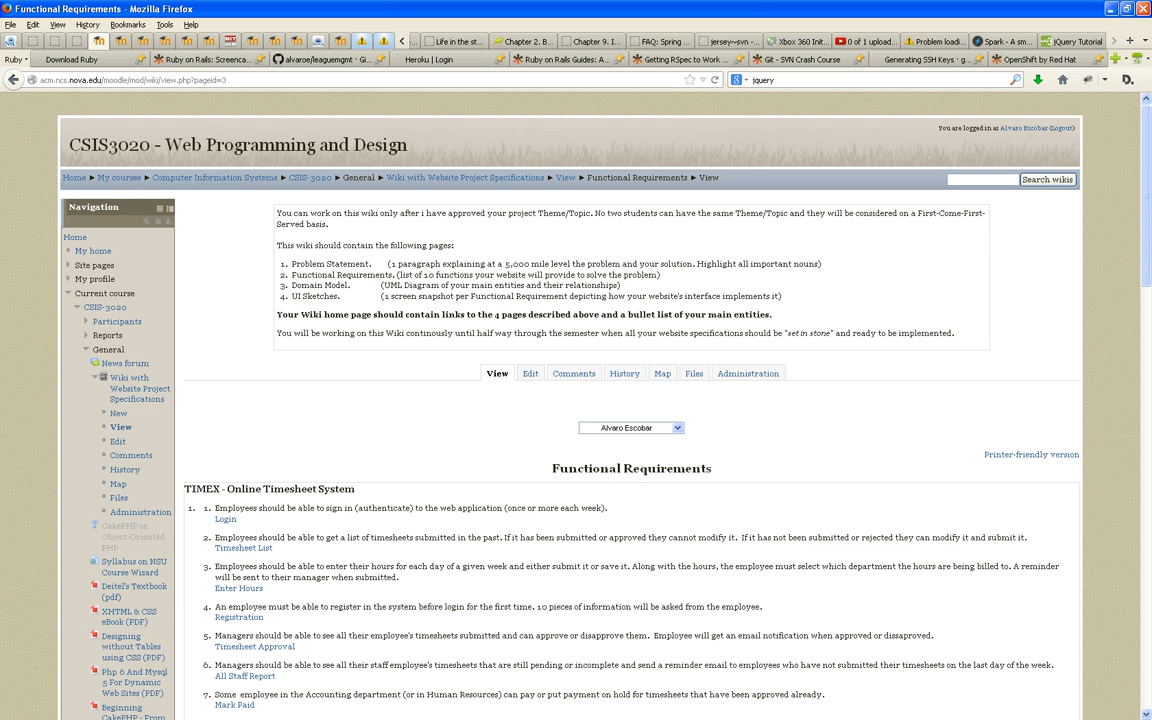 Functional Requirements - Mozilla Firefox
File Edit View History Bookmarks Tools Help
Life in the st Chapter 2. B... Chapter 9. I... FAQ: Spring ... jersey~svn -... Xbox 360 Init... 0 of 1 upload... Problem loadi... Spark - A sm... jQuery Tutorial
Ruby Download Ruby Ruby on Rails: Screenca... alvaroe/leaguemgmt · Gi... Heroku | Login Ruby on Rails Guides: A... Getting RSpec to Work ... Git - SVN Crash Course Generating SSH Keys · g... OpenShift by Red Hat
acm.ncs.nova.edu/moodle/mod/wiki/view.php?pageid=3 jquery
You are logged in as Alvaro Escobar (Logout)
CSIS3020 - Web Programming and Design
Home ► My courses ► Computer Information Systems ► CSIS-3020 ► General ► Wiki with Website Project Specifications ► View ► Functional Requirements ► View Search wikis
Navigation
Home
My home
Site pages
My profile
Current course
CSIS-3020
Participants
Reports
General
News forum
Wiki with
Website Project
Specifications
New
View
Edit
Comments
History
Map
Files
Administration
CakePHP or
Object-Oriented
PHP
Syllabus on NSU
Course Wizard
Deitel's Textbook
(pdf)
XHTML & CSS
eBook (PDF)
Designing
without Tables
using CSS (PDF)
Php 6 And Mysql
5 For Dynamic
Web Sites (PDF)
Beginning
CakePHP - From
You can work on this wiki only after i have approved your project Theme/Topic. No two students can have the same Theme/Topic and they will be considered on a First-Come-First-
Served basis.
This wiki should contain the following pages:
1. Problem Statement. (1 paragraph explaining at a 5,000 mile level the problem and your solution. Highlight all important nouns)
2. Functional Requirements. (list of 10 functions your website will provide to solve the problem)
3. Domain Model. (UML Diagram of your main entities and their relationships)
4. UI Sketches. (1 screen snapshot per Functional Requirement depicting how your website's interface implements it)
Your Wiki home page should contain links to the 4 pages described above and a bullet list of your main entities.
You will be working on this Wiki continously until half way through the semester when all your website specifications should be "set in stone" and ready to be implemented.
View Edit Comments History Map Files Administration
Alvaro Escobar
Printer-friendly version
Functional Requirements
TIMEX - Online Timesheet System
1. 1. Employees should be able to sign in (authenticate) to the web application (once or more each week).
Login
2. Employees should be able to get a list of timesheets submitted in the past. If it has been submitted or approved they cannot modify it. If it has not been submitted or rejected they can modify it and submit it.
Timesheet List
3. Employees should be able to enter their hours for each day of a given week and either submit it or save it. Along with the hours, the employee must select which department the hours are being billed to. A reminder
will be sent to their manager when submitted.
Enter Hours
4. An employee must be able to register in the system before login for the first time. 10 pieces of information will be asked from the employee.
Registration
5. Managers should be able to see all their employee's timesheets submitted and can approve or disapprove them. Employee will get an email notification when approved or dissaproved.
Timesheet Approval
6. Managers should be able to see all their staff employee's timesheets that are still pending or incomplete and send a reminder email to employees who have not submitted their timesheets on the last day of the week.
All Staff Report
7. Some employee in the Accounting department (or in Human Resources) can pay or put payment on hold for timesheets that have been approved already.
Mark Paid